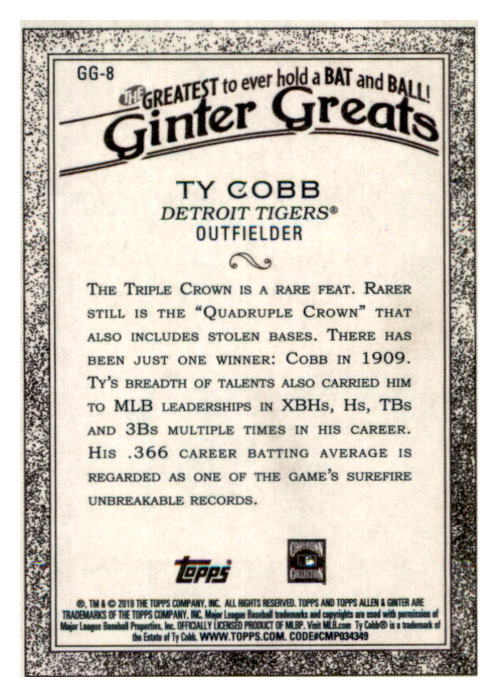 GG-8
THE GREATEST to ever hold a BAT and BALL!
Ginter Greats
TY COBB
DETROIT TIGERS®
OUTFIELDER
THE TRIPLE CROWN IS A RARE FEAT. RARER
STILL IS THE “QUADRUPLE CROWN” THAT
ALSO INCLUDES STOLEN BASES. THERE HAS
BEEN JUST ONE WINNER: COBB IN 1909.
TY’S BREADTH OF TALENTS ALSO CARRIED HIM
TO MLB LEADERSHIPS IN XBHS, HS, TBS
AND 3BS MULTIPLE TIMES IN HIS CAREER.
HIS .366 CAREER BATTING AVERAGE IS
REGARDED AS ONE OF THE GAME’S SUREFIRE
UNBREAKABLE RECORDS.
Topps
COOPERSTOWN
COLLECTION
®, TM & © 2019 THE TOPPS COMPANY, INC. ALL RIGHTS RESERVED. TOPPS AND TOPPS ALLEN & GINTER ARE
TRADEMARKS OF THE TOPPS COMPANY, INC. Major League Baseball trademarks and copyrights are used with permission of
Major League Baseball Properties, Inc. OFFICIALLY LICENSED PRODUCT OF MLBP. Visit MLB.com Ty Cobb® is a trademark of
the Estate of Ty Cobb. WWW.TOPPS.COM. CODE#CMP034349